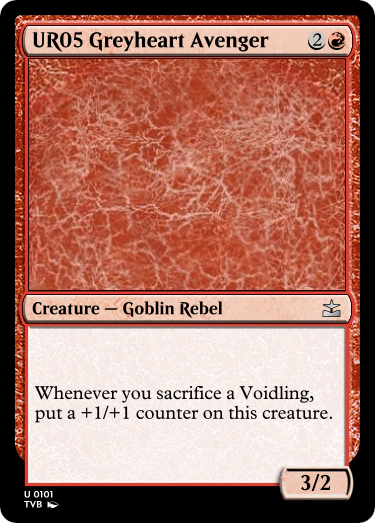 UR05 Greyheart Avenger 2
Creature — Goblin Rebel
Whenever you sacrifice a Voidling,
put a +1/+1 counter on this creature.
3/2
U 0101
TVB